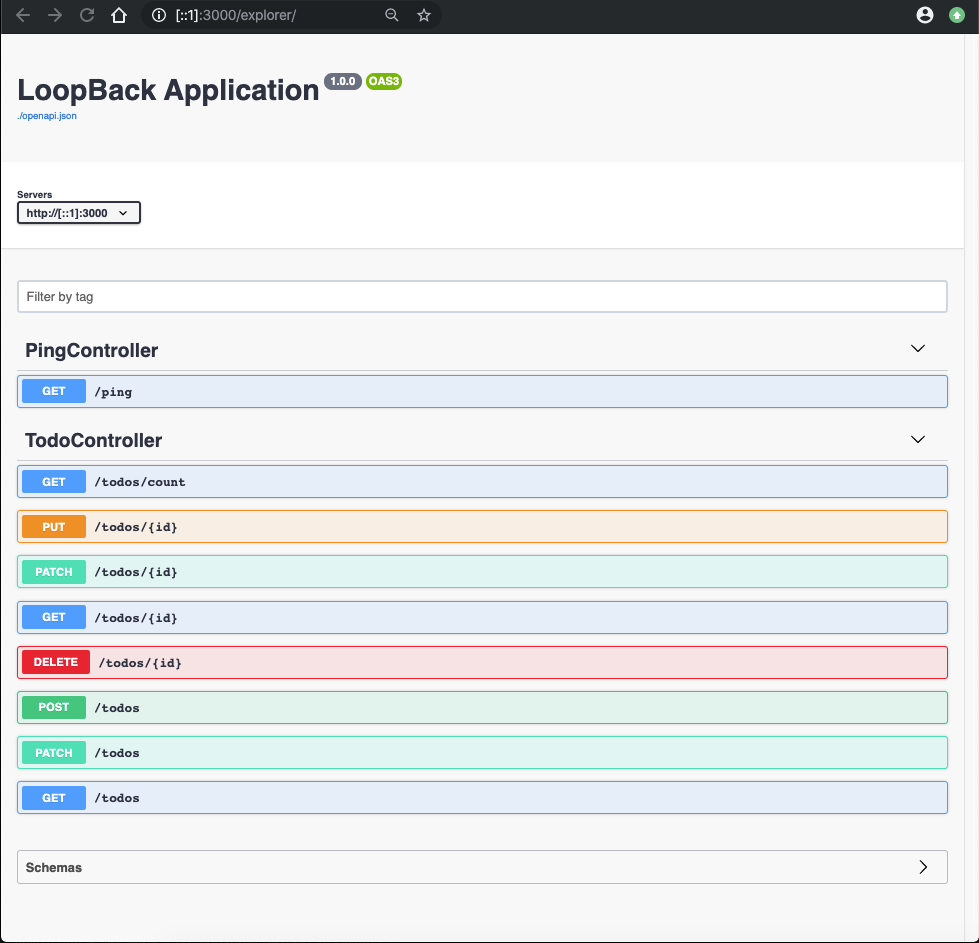 [::1]:3000/explorer/
LoopBack Application 1.0.0 OAS3
./openapi.json
Servers
http://[::1]:3000
Filter by tag
PingController
GET /ping
TodoController
GET /todos/count
PUT /todos/{id}
PATCH /todos/{id}
GET /todos/{id}
DELETE /todos/{id}
POST /todos
PATCH /todos
GET /todos
Schemas